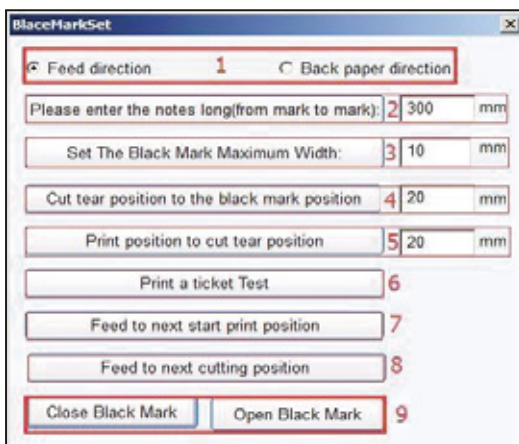 BlaceMarkSet
Feed direction 1 Back paper direction
Please enter the notes long(from mark to mark): 2 300 mm
Set The Black Mark Maximum Width: 3 10 mm
Cut tear position to the black mark position 4 20 mm
Print position to cut tear position 5 20 mm
Print a ticket Test 6
Feed to next start print position 7
Feed to next cutting position 8
Close Black Mark Open Black Mark 9